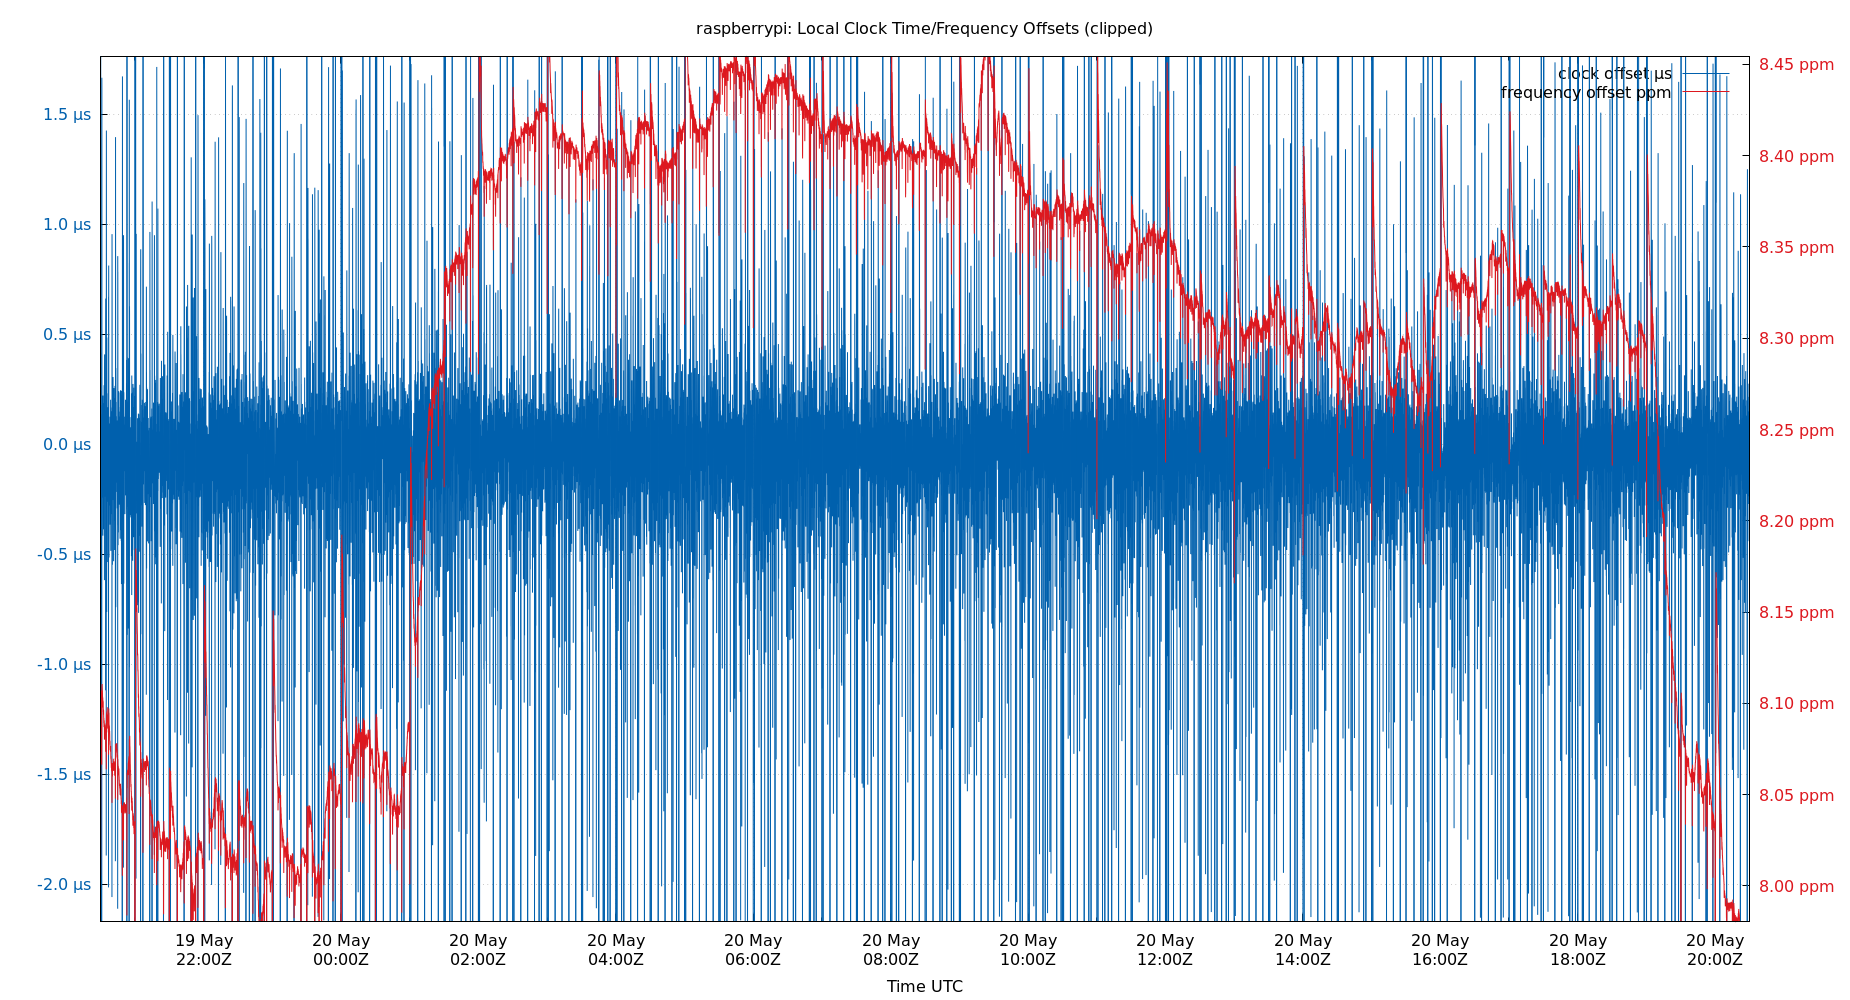 raspberrypi: Local Clock Time/Frequency Offsets (clipped)
clock offset µs
frequency offset ppm
1.5 µs
1.0 µs
0.5 µs
0.0 µs
-0.5 µs
-1.0 µs
-1.5 µs
-2.0 µs
8.45 ppm
8.40 ppm
8.35 ppm
8.30 ppm
8.25 ppm
8.20 ppm
8.15 ppm
8.10 ppm
8.05 ppm
8.00 ppm
19 May 20 May 20 May 20 May 20 May 20 May 20 May 20 May 20 May 20 May 20 May 20 May
22:00Z 00:00Z 02:00Z 04:00Z 06:00Z 08:00Z 10:00Z 12:00Z 14:00Z 16:00Z 18:00Z 20:00Z
Time UTC